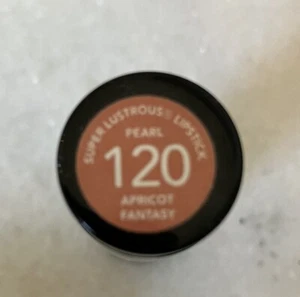 SUPER LUSTROUS® LIPSTICK
PEARL
120
APRICOT
FANTASY